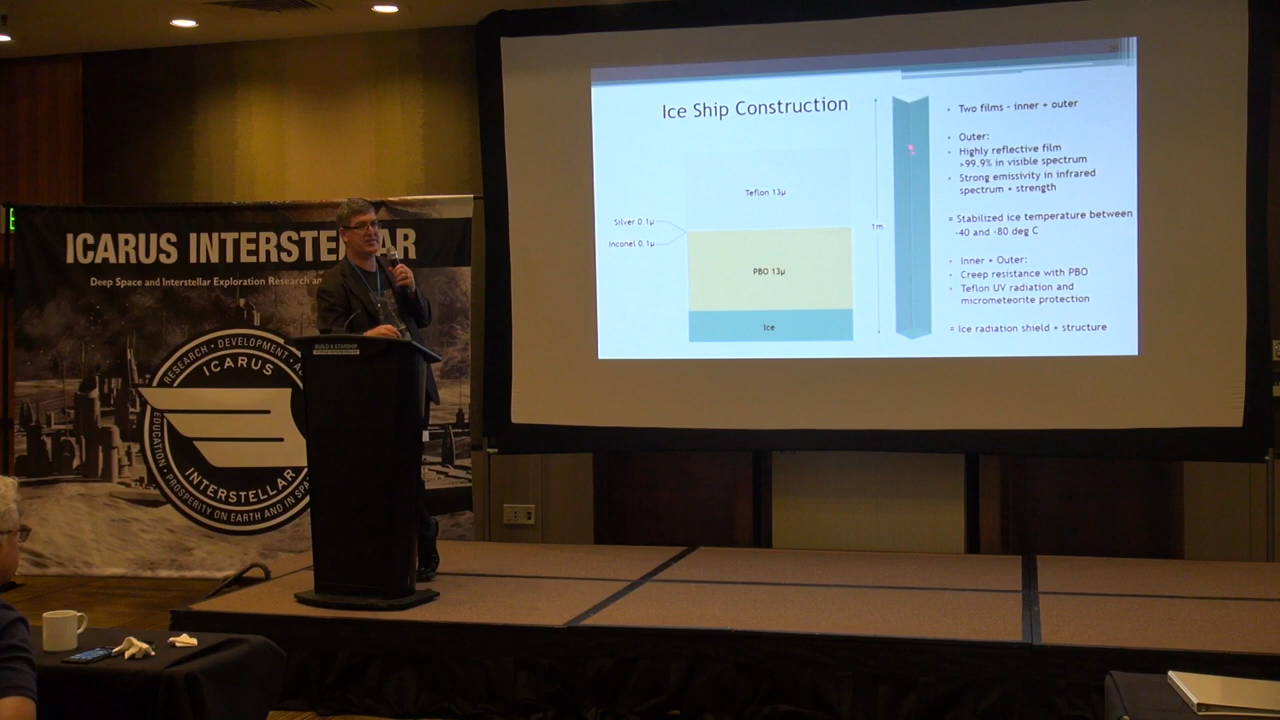 ICARUS INTERSTELLAR
Deep Space and Interstellar Exploration Research an
RESEARCH • DEVELOPMENT •
ICARUS
INTERSTELLAR
EDUCATION • PROSPERITY ON EARTH AND IN SPA
BUILD A STARSHIP
Ice Ship Construction
Teflon 13µ
Silver 0.1µ
Inconel 0.1µ
PBO 13µ
Ice
1m
• Two films - inner + outer
• Outer:
• Highly reflective film
>99.9% in visible spectrum
• Strong emissivity in infrared
spectrum + strength
= Stabilized ice temperature between
-40 and -80 deg C
• Inner + Outer:
• Creep resistance with PBO
• Teflon UV radiation and
micrometeorite protection
= Ice radiation shield + structure